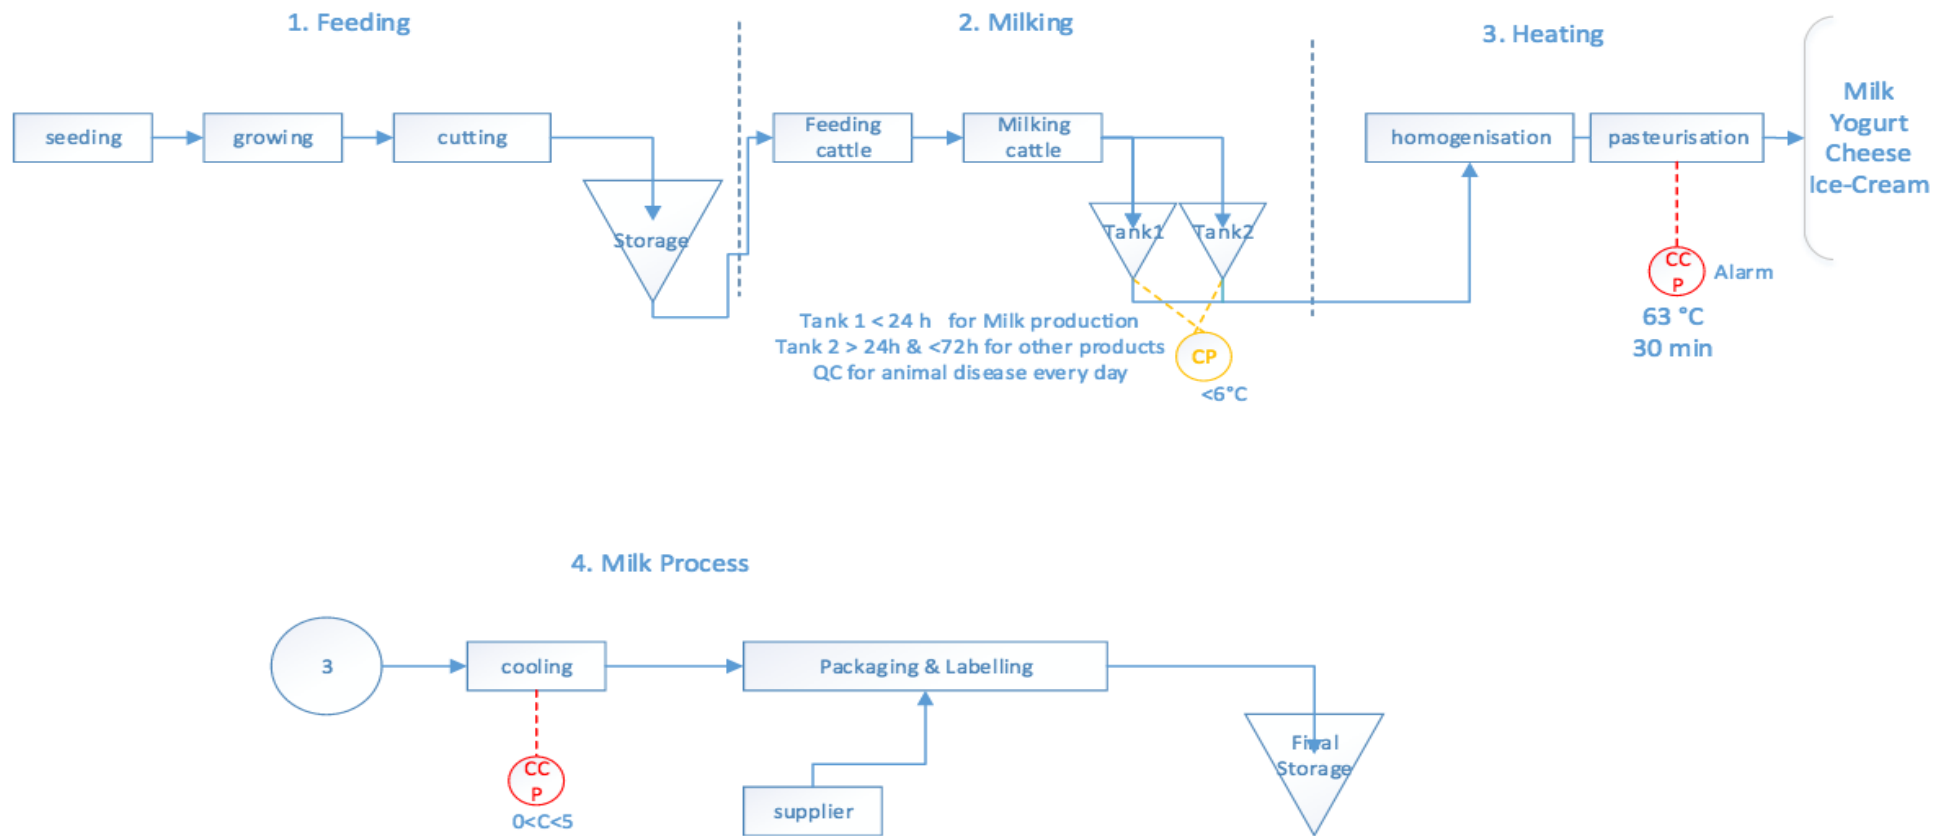 1. Feeding
2. Milking
3. Heating
seeding
growing
cutting
Storage
Feeding
cattle
Milking
cattle
Tank1
Tank2
Tank 1 < 24 h for Milk production
Tank 2 > 24h & <72h for other products
QC for animal disease every day
CP
<6°C
homogenisation
pasteurisation
CC
P
Alarm
63 °C
30 min
Milk
Yogurt
Cheese
Ice-Cream
4. Milk Process
3
cooling
CC
P
0<C<5
Packaging & Labelling
supplier
Final
Storage